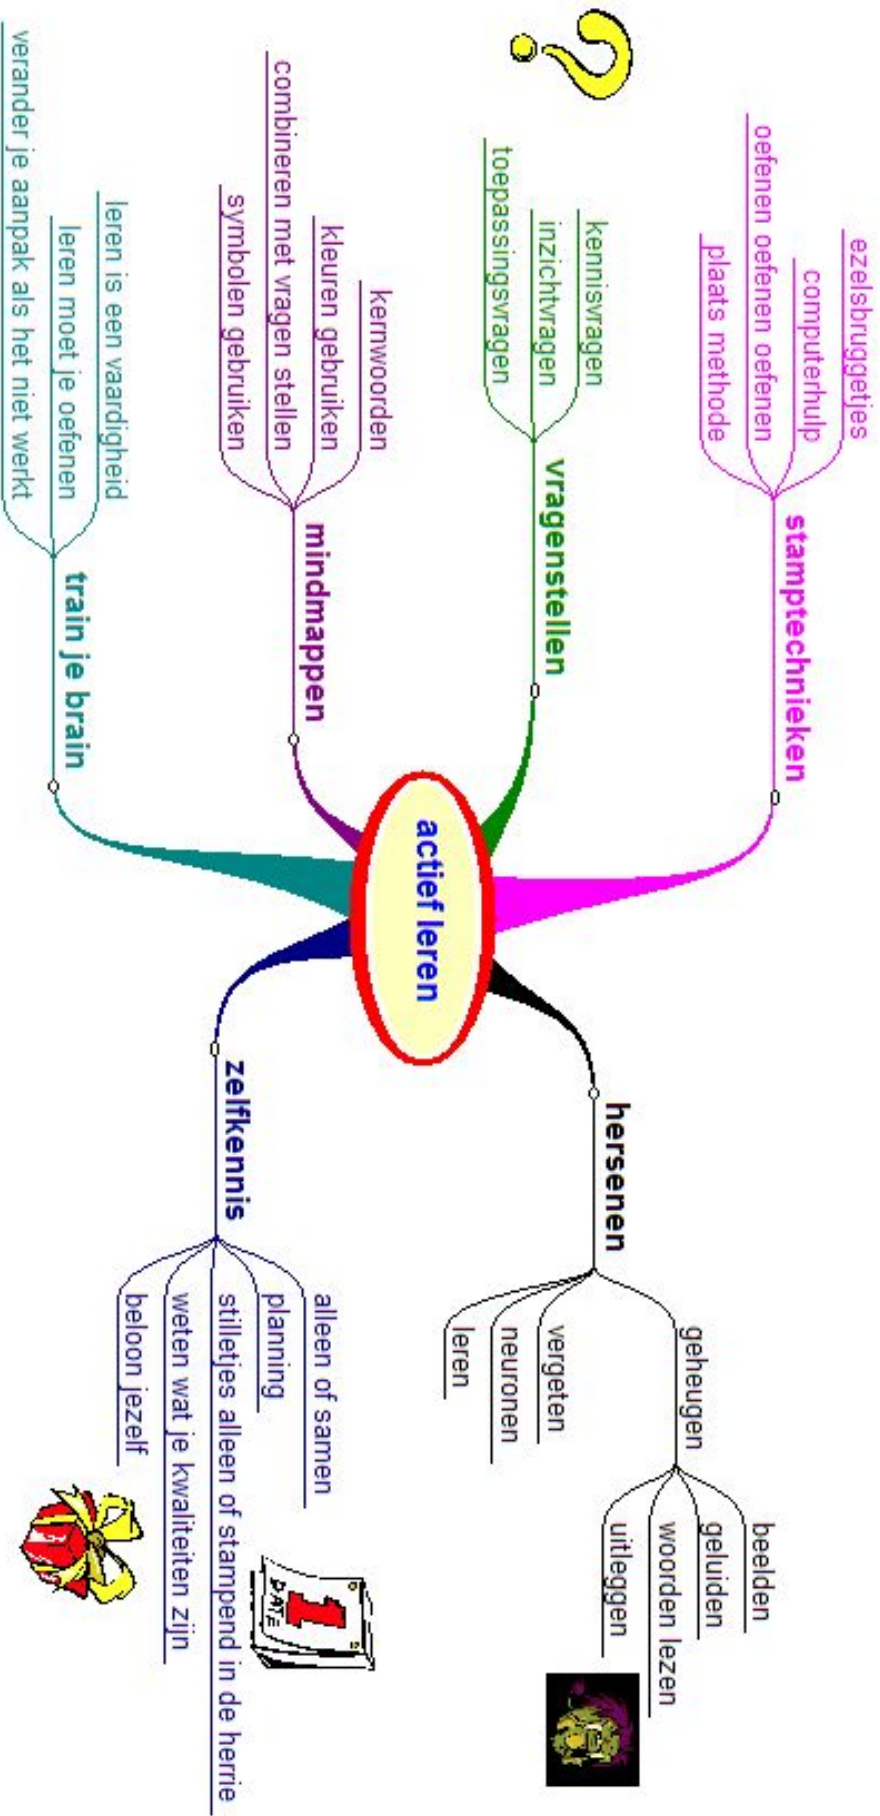 actief leren
stamptechnieken
ezelsbruggetjes
computerhulp
oefenen oefenen oefenen
plaats methode
vragenstellen
kennisvragen
inzichtvragen
toepassingsvragen
mindmappen
kernwoorden
kleuren gebruiken
combineren met vragen stellen
symbolen gebruiken
train je brain
leren is een vaardigheid
leren moet je oefenen
verander je aanpak als het niet werkt
hersenen
geheugen
beelden
geluiden
woorden lezen
uitleggen
vergeten
neuronen
leren
zelfkennis
alleen of samen
planning
stilletjes alleen of stampend in de herrie
weten wat je kwaliteiten zijn
beloon jezelf
1
DATE